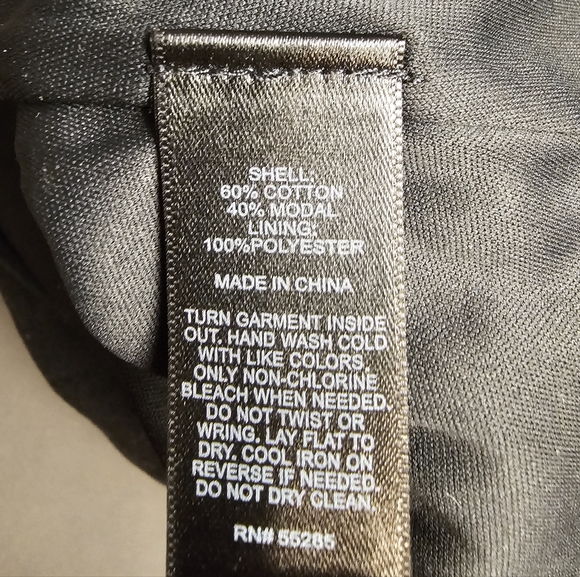 SHELL:
60% COTTON
40% MODAL
LINING:
100%POLYESTER
MADE IN CHINA
TURN GARMENT INSIDE
OUT. HAND WASH COLD
WITH LIKE COLORS.
ONLY NON-CHLORINE
BLEACH WHEN NEEDED.
DO NOT TWIST OR
WRING. LAY FLAT TO
DRY. COOL IRON ON
REVERSE IF NEEDED.
DO NOT DRY CLEAN.
RN# 55285